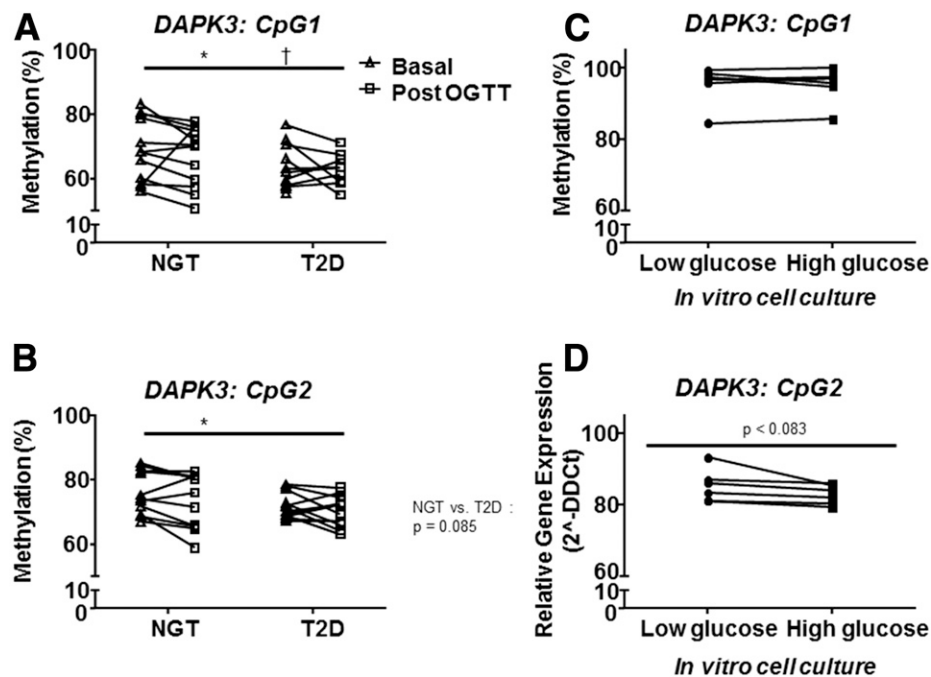 A
DAPK3: CpG1
Methylation (%)
100
80
60
10
0
*
†
Basal
Post OGTT
NGT
T2D
C
DAPK3: CpG1
Methylation (%)
100
80
60
10
0
Low glucose
High glucose
In vitro cell culture
B
DAPK3: CpG2
Methylation (%)
100
80
60
10
0
*
NGT
T2D
NGT vs. T2D :
p = 0.085
D
DAPK3: CpG2
Relative Gene Expression
(2^-DDCt)
100
80
60
10
0
p < 0.083
Low glucose
High glucose
In vitro cell culture